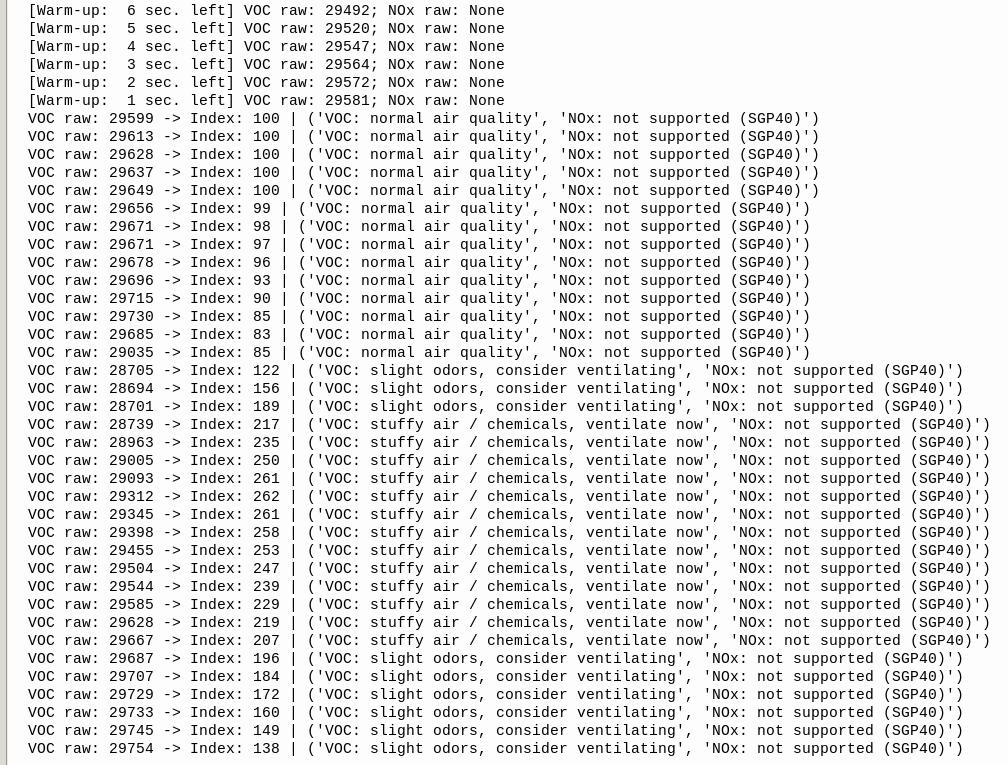 [Warm-up:  6 sec. left] VOC raw: 29492; NOx raw: None
[Warm-up:  5 sec. left] VOC raw: 29520; NOx raw: None
[Warm-up:  4 sec. left] VOC raw: 29547; NOx raw: None
[Warm-up:  3 sec. left] VOC raw: 29564; NOx raw: None
[Warm-up:  2 sec. left] VOC raw: 29572; NOx raw: None
[Warm-up:  1 sec. left] VOC raw: 29581; NOx raw: None
VOC raw: 29599 -> Index: 100 | ('VOC: normal air quality', 'NOx: not supported (SGP40)')
VOC raw: 29613 -> Index: 100 | ('VOC: normal air quality', 'NOx: not supported (SGP40)')
VOC raw: 29628 -> Index: 100 | ('VOC: normal air quality', 'NOx: not supported (SGP40)')
VOC raw: 29637 -> Index: 100 | ('VOC: normal air quality', 'NOx: not supported (SGP40)')
VOC raw: 29649 -> Index: 100 | ('VOC: normal air quality', 'NOx: not supported (SGP40)')
VOC raw: 29656 -> Index: 99 | ('VOC: normal air quality', 'NOx: not supported (SGP40)')
VOC raw: 29671 -> Index: 98 | ('VOC: normal air quality', 'NOx: not supported (SGP40)')
VOC raw: 29671 -> Index: 97 | ('VOC: normal air quality', 'NOx: not supported (SGP40)')
VOC raw: 29678 -> Index: 96 | ('VOC: normal air quality', 'NOx: not supported (SGP40)')
VOC raw: 29696 -> Index: 93 | ('VOC: normal air quality', 'NOx: not supported (SGP40)')
VOC raw: 29715 -> Index: 90 | ('VOC: normal air quality', 'NOx: not supported (SGP40)')
VOC raw: 29730 -> Index: 85 | ('VOC: normal air quality', 'NOx: not supported (SGP40)')
VOC raw: 29685 -> Index: 83 | ('VOC: normal air quality', 'NOx: not supported (SGP40)')
VOC raw: 29035 -> Index: 85 | ('VOC: normal air quality', 'NOx: not supported (SGP40)')
VOC raw: 28705 -> Index: 122 | ('VOC: slight odors, consider ventilating', 'NOx: not supported (SGP40)')
VOC raw: 28694 -> Index: 156 | ('VOC: slight odors, consider ventilating', 'NOx: not supported (SGP40)')
VOC raw: 28701 -> Index: 189 | ('VOC: slight odors, consider ventilating', 'NOx: not supported (SGP40)')
VOC raw: 28739 -> Index: 217 | ('VOC: stuffy air / chemicals, ventilate now', 'NOx: not supported (SGP40)')
VOC raw: 28963 -> Index: 235 | ('VOC: stuffy air / chemicals, ventilate now', 'NOx: not supported (SGP40)')
VOC raw: 29005 -> Index: 250 | ('VOC: stuffy air / chemicals, ventilate now', 'NOx: not supported (SGP40)')
VOC raw: 29093 -> Index: 261 | ('VOC: stuffy air / chemicals, ventilate now', 'NOx: not supported (SGP40)')
VOC raw: 29312 -> Index: 262 | ('VOC: stuffy air / chemicals, ventilate now', 'NOx: not supported (SGP40)')
VOC raw: 29345 -> Index: 261 | ('VOC: stuffy air / chemicals, ventilate now', 'NOx: not supported (SGP40)')
VOC raw: 29398 -> Index: 258 | ('VOC: stuffy air / chemicals, ventilate now', 'NOx: not supported (SGP40)')
VOC raw: 29455 -> Index: 253 | ('VOC: stuffy air / chemicals, ventilate now', 'NOx: not supported (SGP40)')
VOC raw: 29504 -> Index: 247 | ('VOC: stuffy air / chemicals, ventilate now', 'NOx: not supported (SGP40)')
VOC raw: 29544 -> Index: 239 | ('VOC: stuffy air / chemicals, ventilate now', 'NOx: not supported (SGP40)')
VOC raw: 29585 -> Index: 229 | ('VOC: stuffy air / chemicals, ventilate now', 'NOx: not supported (SGP40)')
VOC raw: 29628 -> Index: 219 | ('VOC: stuffy air / chemicals, ventilate now', 'NOx: not supported (SGP40)')
VOC raw: 29667 -> Index: 207 | ('VOC: stuffy air / chemicals, ventilate now', 'NOx: not supported (SGP40)')
VOC raw: 29687 -> Index: 196 | ('VOC: slight odors, consider ventilating', 'NOx: not supported (SGP40)')
VOC raw: 29707 -> Index: 184 | ('VOC: slight odors, consider ventilating', 'NOx: not supported (SGP40)')
VOC raw: 29729 -> Index: 172 | ('VOC: slight odors, consider ventilating', 'NOx: not supported (SGP40)')
VOC raw: 29733 -> Index: 160 | ('VOC: slight odors, consider ventilating', 'NOx: not supported (SGP40)')
VOC raw: 29745 -> Index: 149 | ('VOC: slight odors, consider ventilating', 'NOx: not supported (SGP40)')
VOC raw: 29754 -> Index: 138 | ('VOC: slight odors, consider ventilating', 'NOx: not supported (SGP40)')